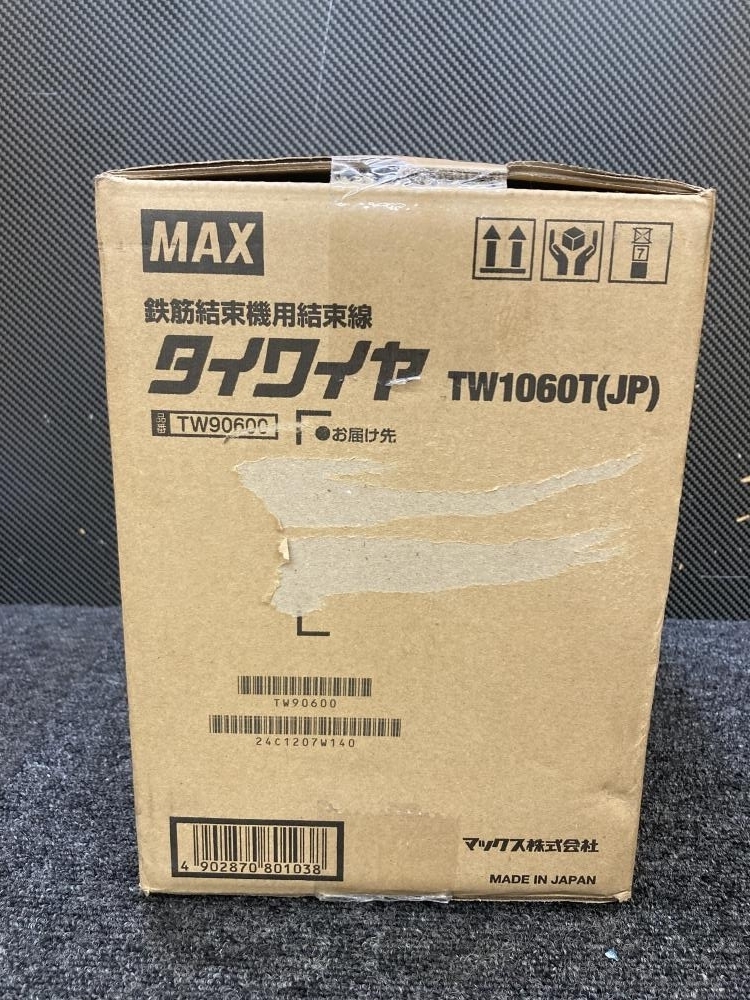 MAX
7
鉄筋結束機用結束線
タイワイヤ TW1060T(JP)
品番 TW90600
●お届け先
TW90600
24C1207W140
4 902870 801038
マックス株式会社
MADE IN JAPAN